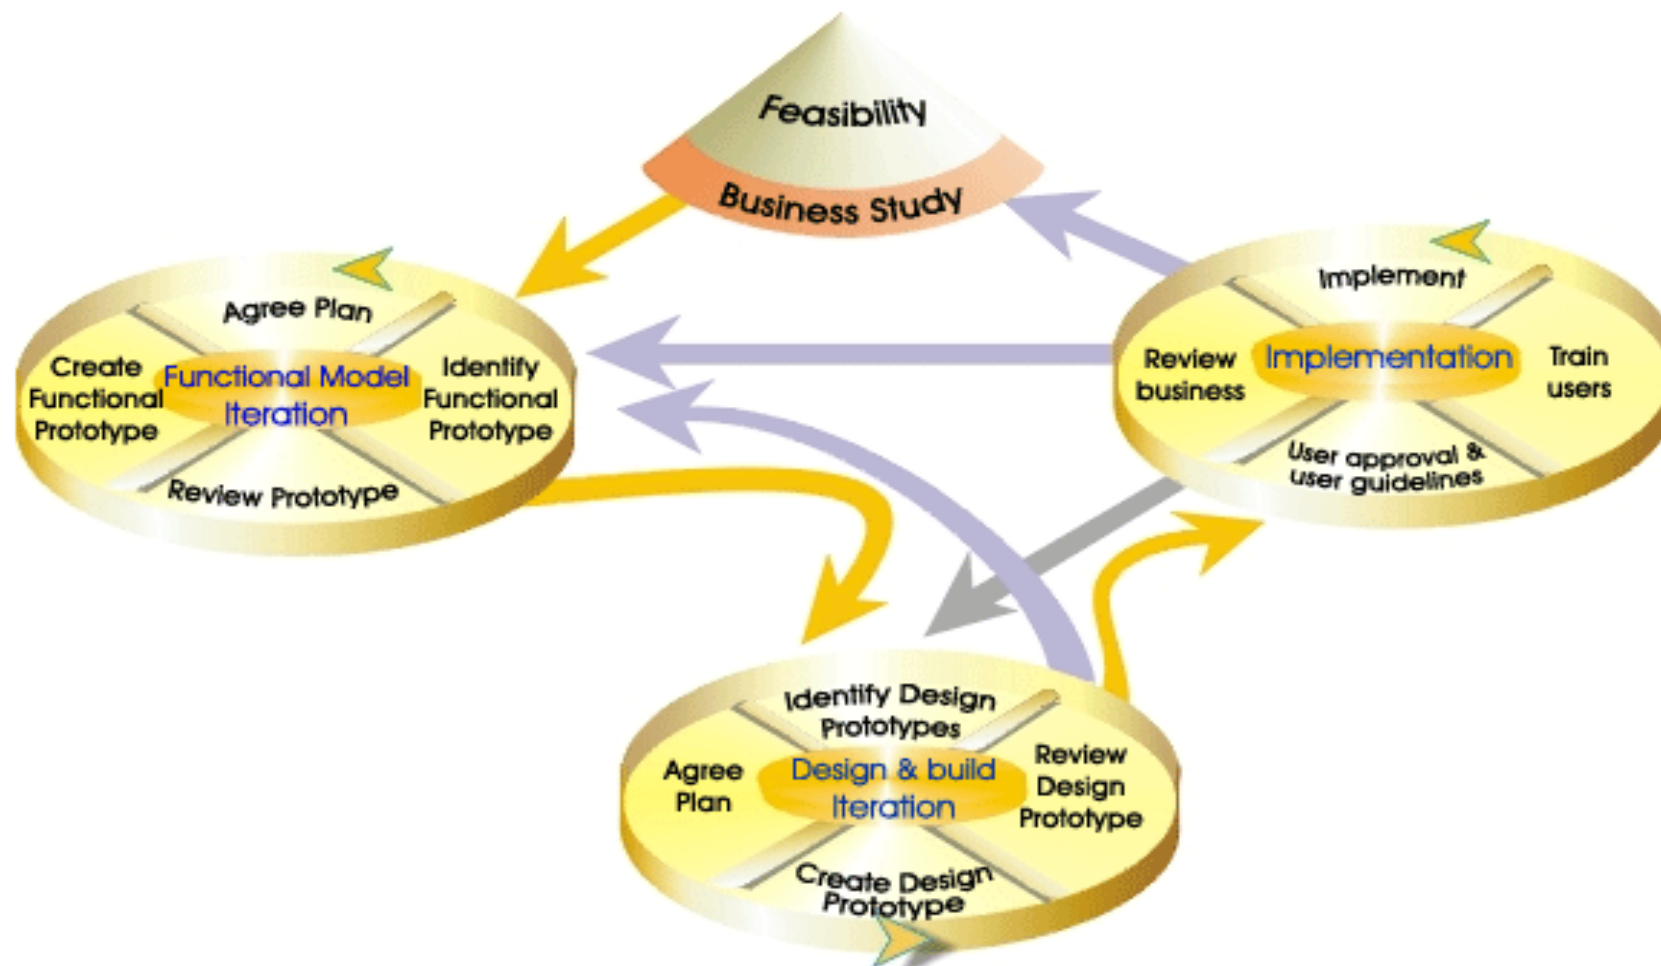 Feasibility
Business Study
Agree Plan
Create
Functional
Prototype
Functional Model
Iteration
Identify
Functional
Prototype
Review Prototype
Implement
Review
business
Implementation
Train
users
User approval &
user guidelines
Identify Design
Prototypes
Agree
Plan
Design & build
Iteration
Review
Design
Prototype
Create Design
Prototype